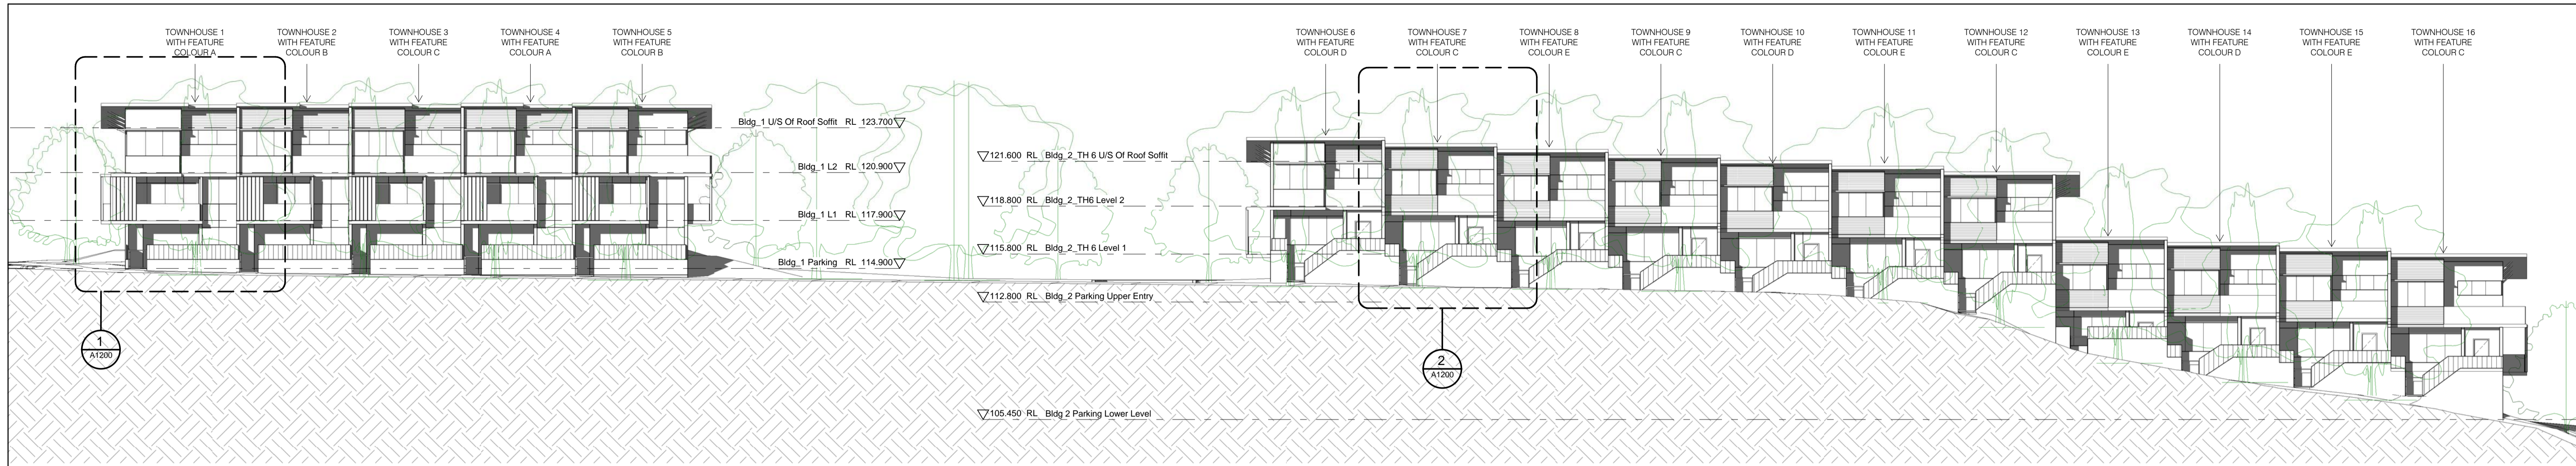 TOWNHOUSE 1
WITH FEATURE
COLOUR A
TOWNHOUSE 2
WITH FEATURE
COLOUR B
TOWNHOUSE 3
WITH FEATURE
COLOUR C
TOWNHOUSE 4
WITH FEATURE
COLOUR A
TOWNHOUSE 5
WITH FEATURE
COLOUR B
TOWNHOUSE 6
WITH FEATURE
COLOUR D
TOWNHOUSE 7
WITH FEATURE
COLOUR C
TOWNHOUSE 8
WITH FEATURE
COLOUR E
TOWNHOUSE 9
WITH FEATURE
COLOUR C
TOWNHOUSE 10
WITH FEATURE
COLOUR D
TOWNHOUSE 11
WITH FEATURE
COLOUR E
TOWNHOUSE 12
WITH FEATURE
COLOUR C
TOWNHOUSE 13
WITH FEATURE
COLOUR E
TOWNHOUSE 14
WITH FEATURE
COLOUR D
TOWNHOUSE 15
WITH FEATURE
COLOUR E
TOWNHOUSE 16
WITH FEATURE
COLOUR C
Bldg_1 U/S Of Roof Soffit RL 123.700
Bldg_1 L2 RL 120.900
Bldg_1 L1 RL 117.900
Bldg_1 Parking RL 114.900
121.600 RL Bldg_2_TH 6 U/S Of Roof Soffit
118.800 RL Bldg_2_TH6 Level 2
115.800 RL Bldg_2_TH 6 Level 1
112.800 RL Bldg_2 Parking Upper Entry
105.450 RL Bldg 2 Parking Lower Level
1
A1200
2
A1200